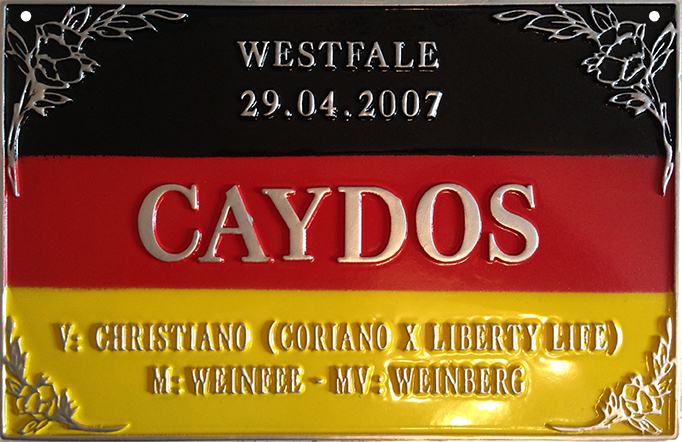 WESTFALE
29.04.2007
CAYDOS
V: CHRISTIANO (CORIANO X LIBERTY LIFE)
M: WEINFEE - MV: WEINBERG